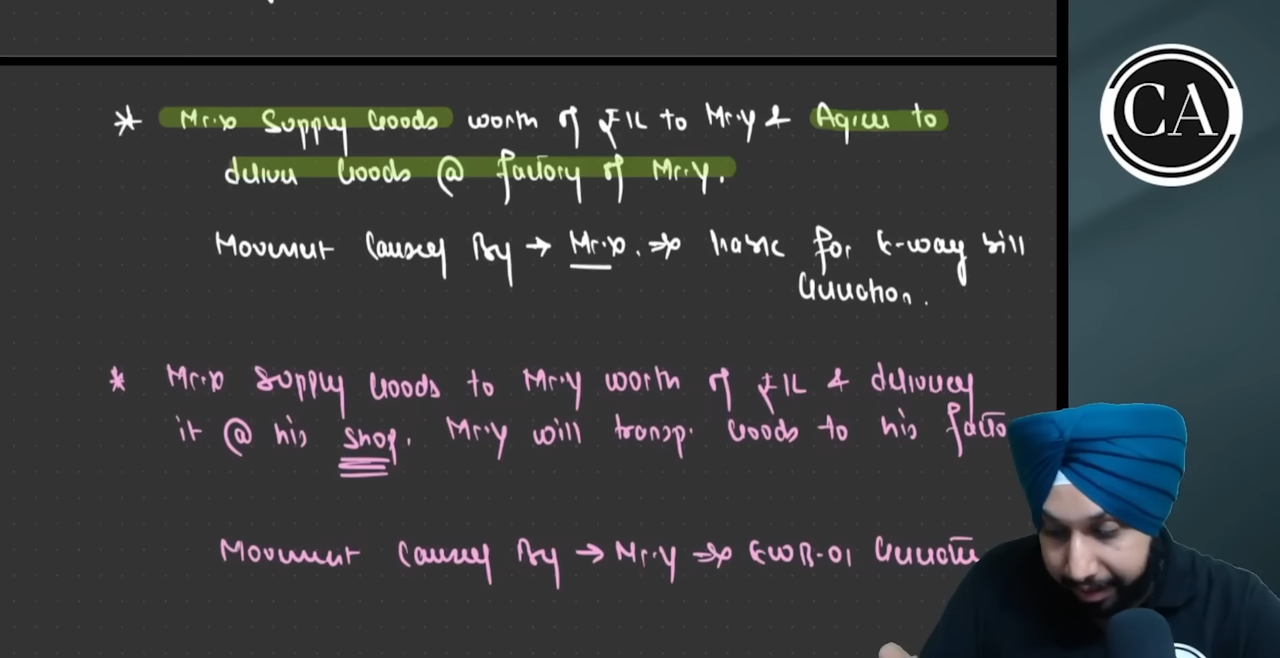 * Mr.X Supply Goods worth of ₹1L to Mr.Y & Agree to
deliver Goods @ factory of Mr.Y.
Movement Caused By → Mr.X. ⇒ liable for E-way bill
Generation.
* Mr.X Supply Goods to Mr.Y worth of ₹1L & delivery
it @ his shop. Mr.Y will transp. Goods to his facto
Movement Caused By → Mr.Y ⇒ EWB-01 Generate
CA